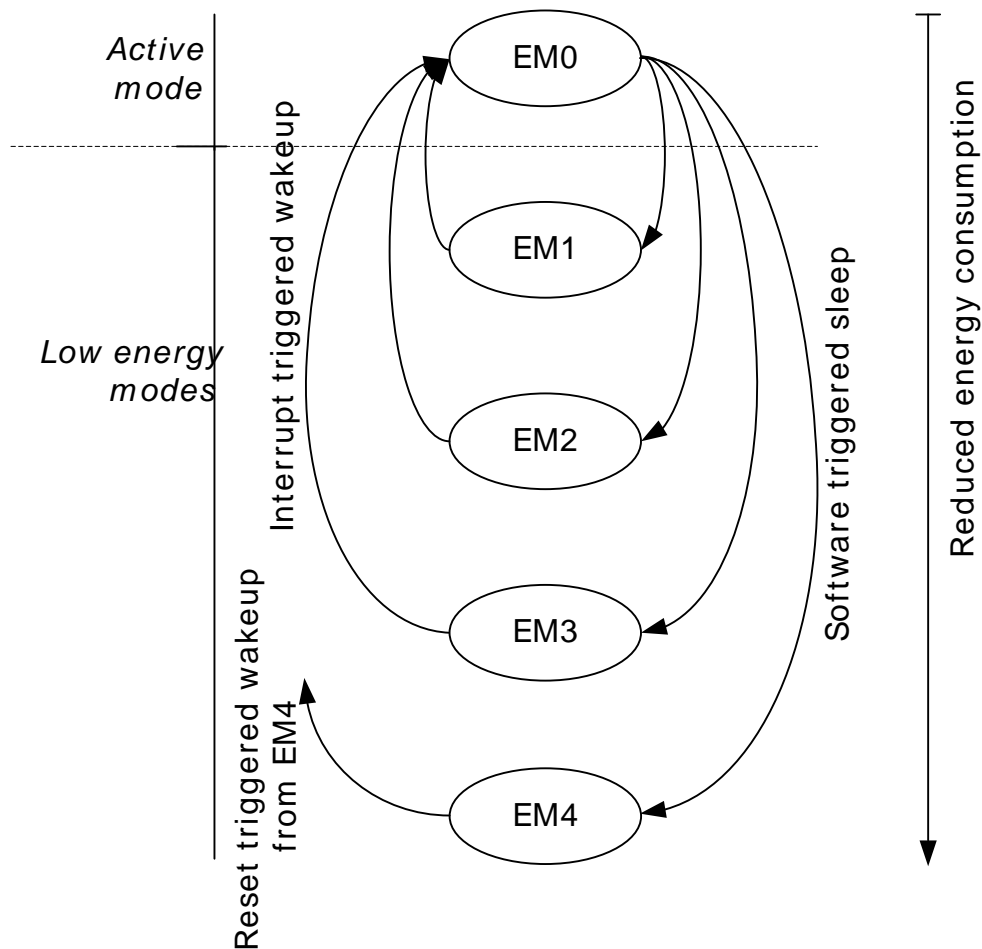 Active
mode
EM0
Interrupt triggered wakeup
EM1
Low energy
modes
EM2
Software triggered sleep
Reduced energy consumption
EM3
Reset triggered wakeup
from EM4
EM4